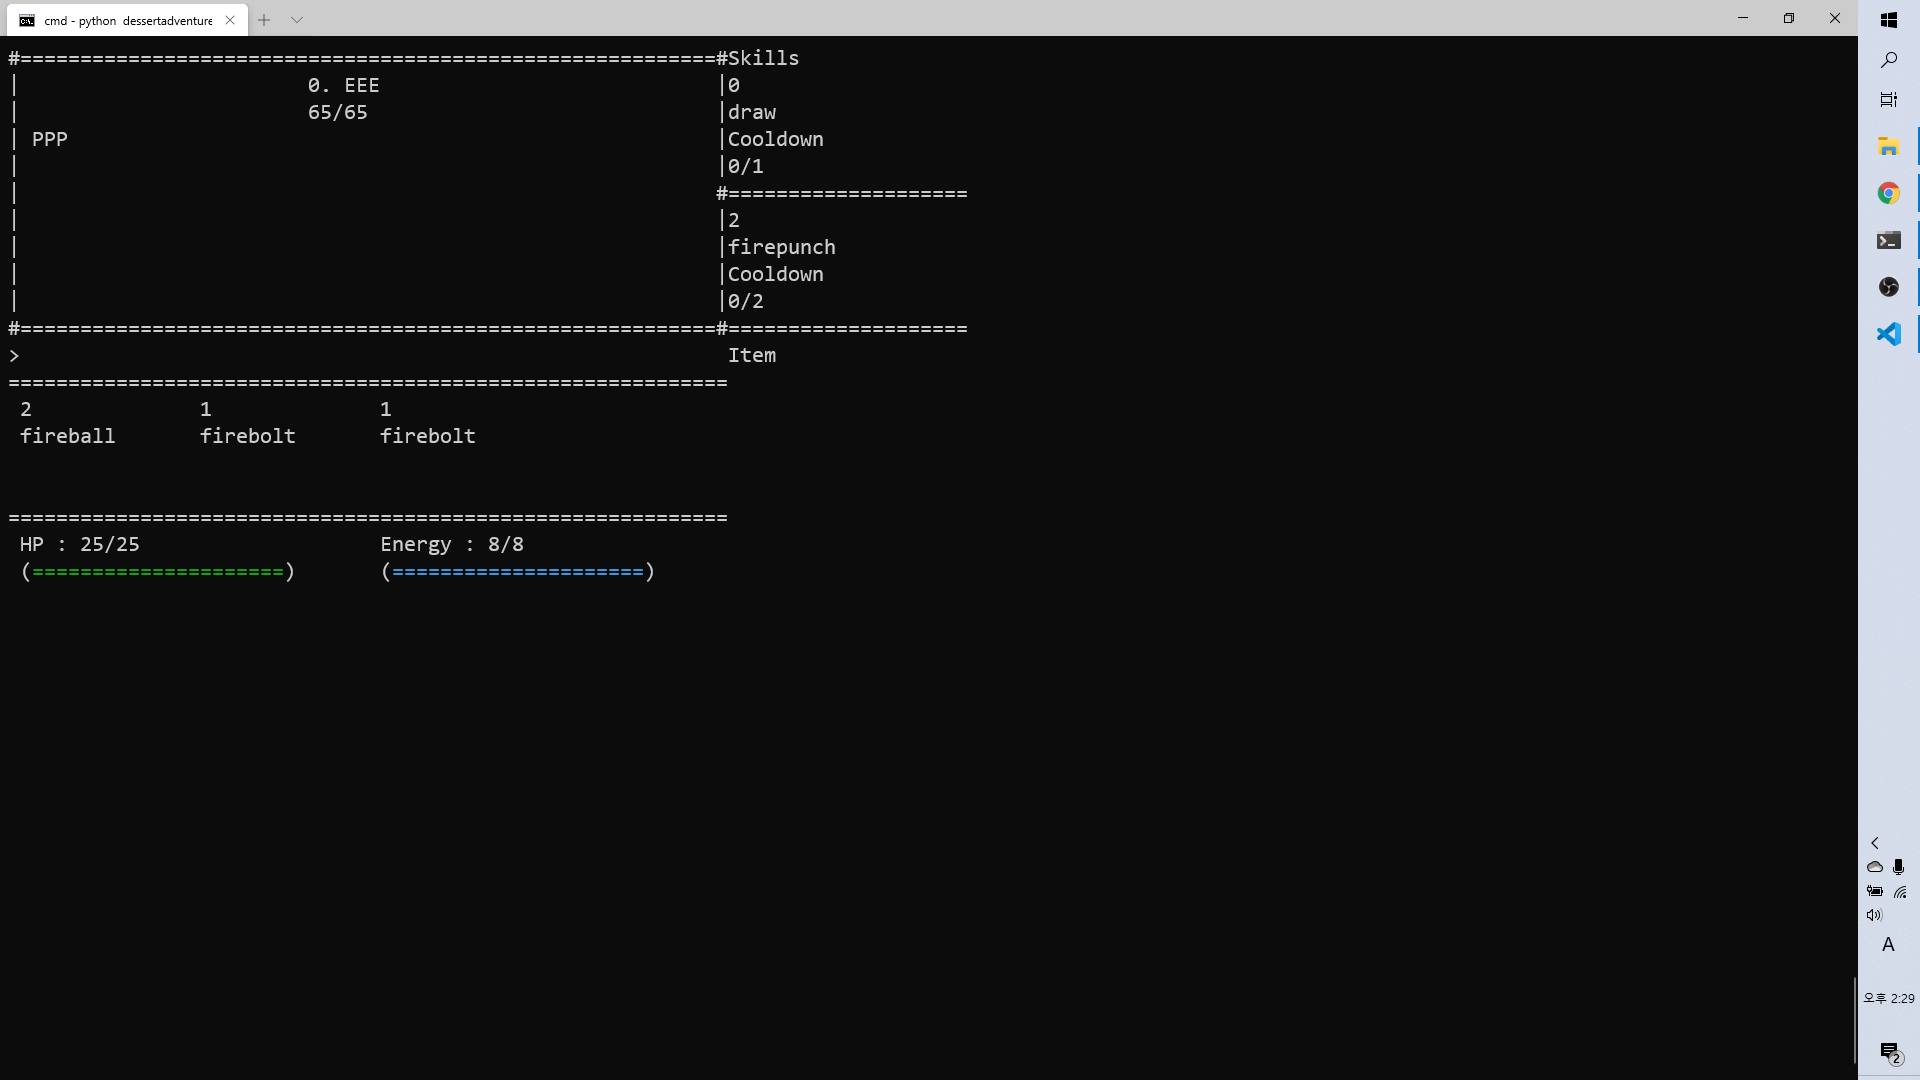 cmd - python  dessertadventure
#==========================================================#Skills
|                        0. EEE                            |0
|                        65/65                             |draw
| PPP                                                      |Cooldown
|                                                          |0/1
|                                                          #====================
|                                                          |2
|                                                          |firepunch
|                                                          |Cooldown
|                                                          |0/2
#==========================================================#====================
>                                                           Item
============================================================
 2              1              1
 fireball       firebolt       firebolt
============================================================
 HP : 25/25                    Energy : 8/8
 (=====================)       (=====================)
A
오후 2:29
2